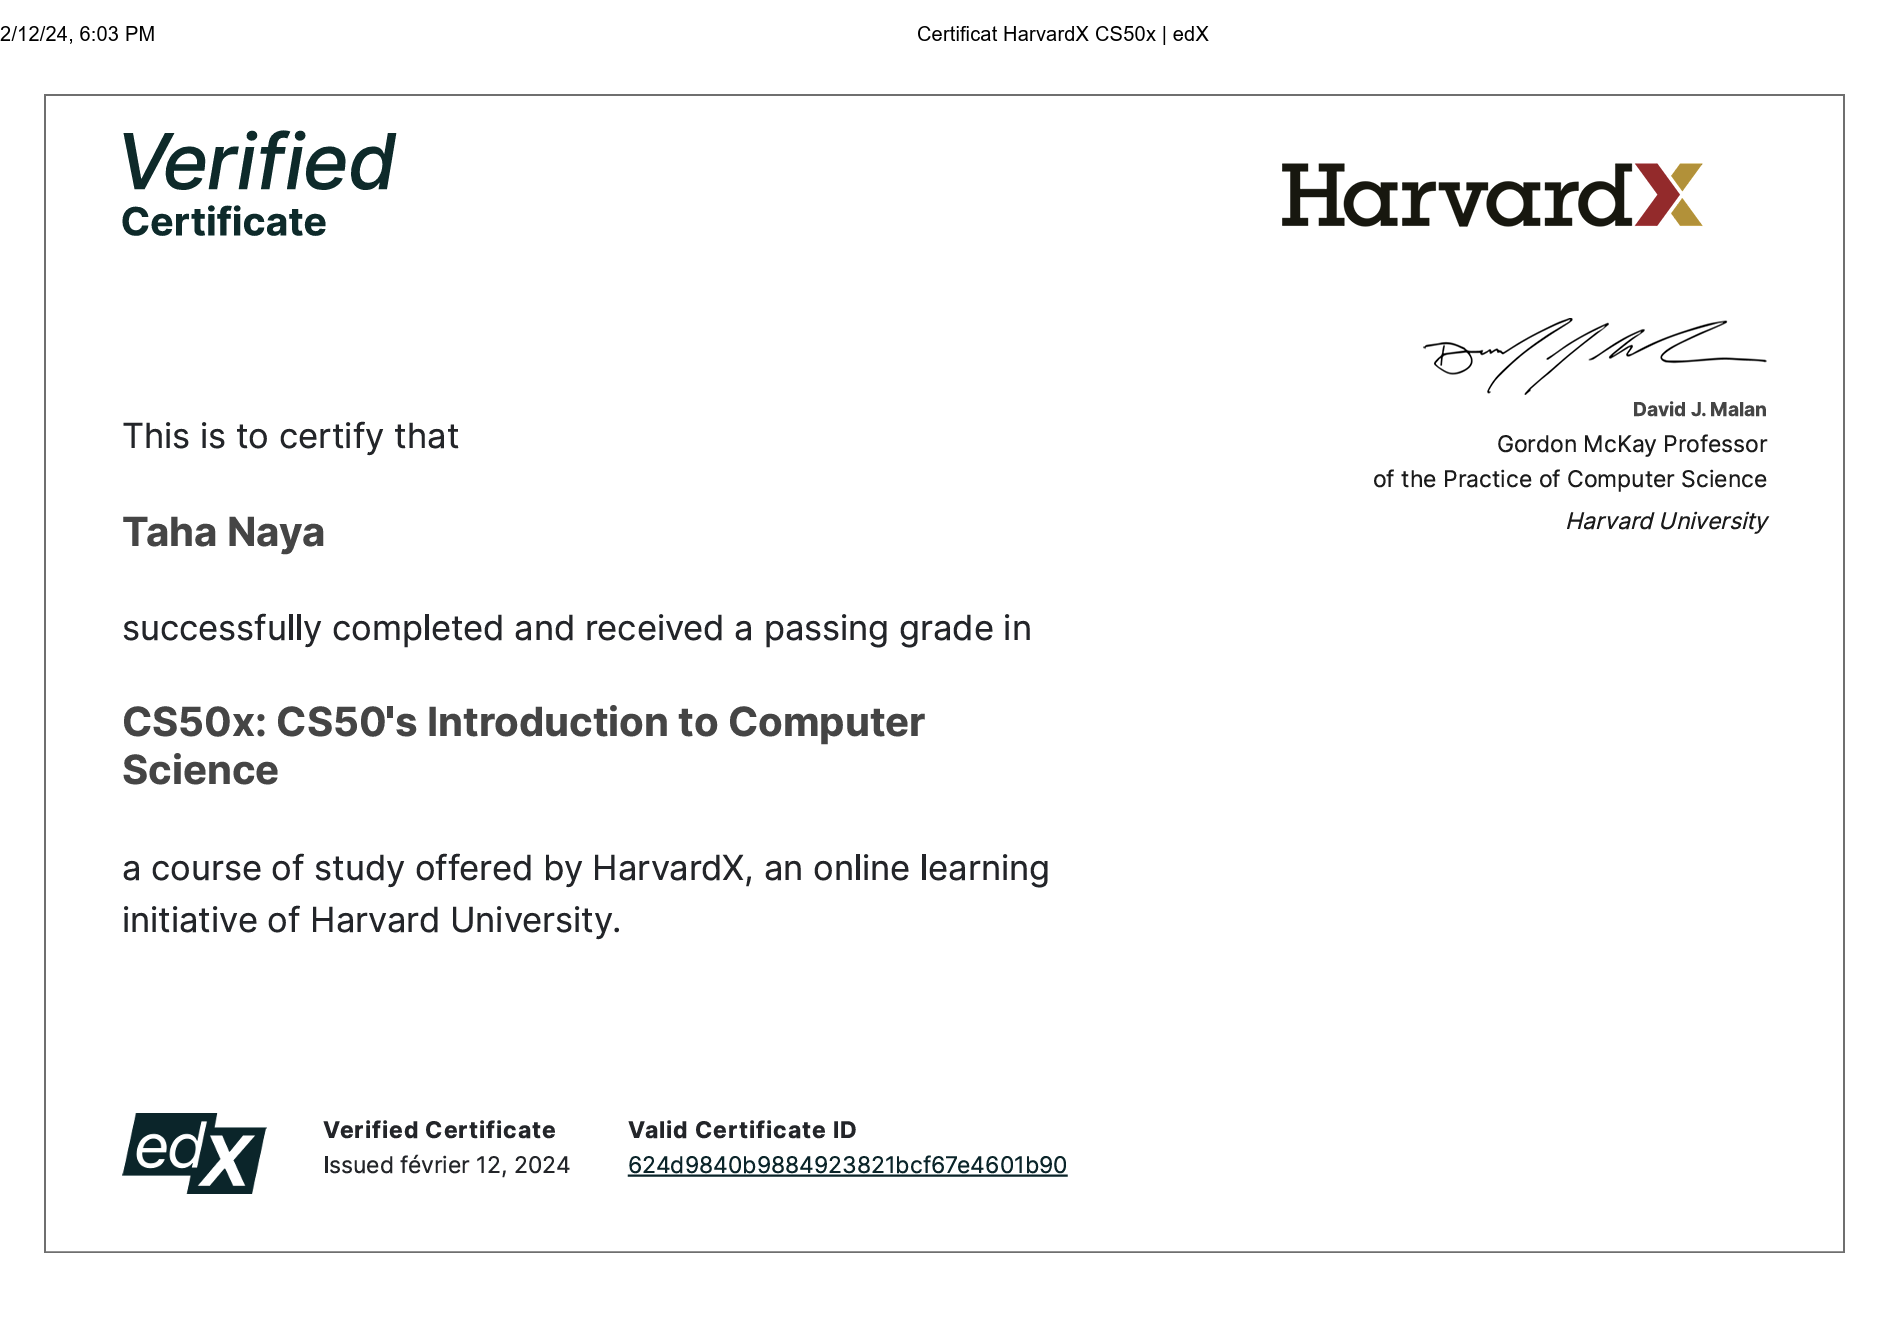 2/12/24, 6:03 PM
Certificat HarvardX CS50x | edX
Verified
Certificate
HarvardX
David J. Malan
Gordon McKay Professor
of the Practice of Computer Science
Harvard University
This is to certify that
Taha Naya
successfully completed and received a passing grade in
CS50x: CS50's Introduction to Computer
Science
a course of study offered by HarvardX, an online learning
initiative of Harvard University.
edX
Verified Certificate
Issued février 12, 2024
Valid Certificate ID
624d9840b9884923821bcf67e4601b90